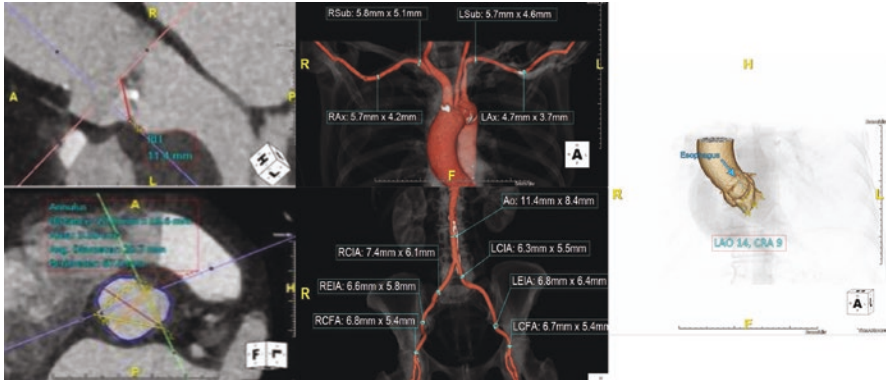 R
A
P
L
11.4 mm
H
L
A
Annulus
H
P
F
L
RSub: 5.8mm x 5.1mm
LSub: 5.7mm x 4.6mm
R
L
RAx: 5.7mm x 4.2mm
LAx: 4.7mm x 3.7mm
A
F
Ao: 11.4mm x 8.4mm
RCIA: 7.4mm x 6.1mm
LCIA: 6.3mm x 5.5mm
REIA: 6.6mm x 5.8mm
R
LEIA: 6.8mm x 6.4mm
RCFA: 6.8mm x 5.4mm
LCFA: 6.7mm x 5.4mm
H
Esophagus
R
L
LAO 14, CRA 9
A
F